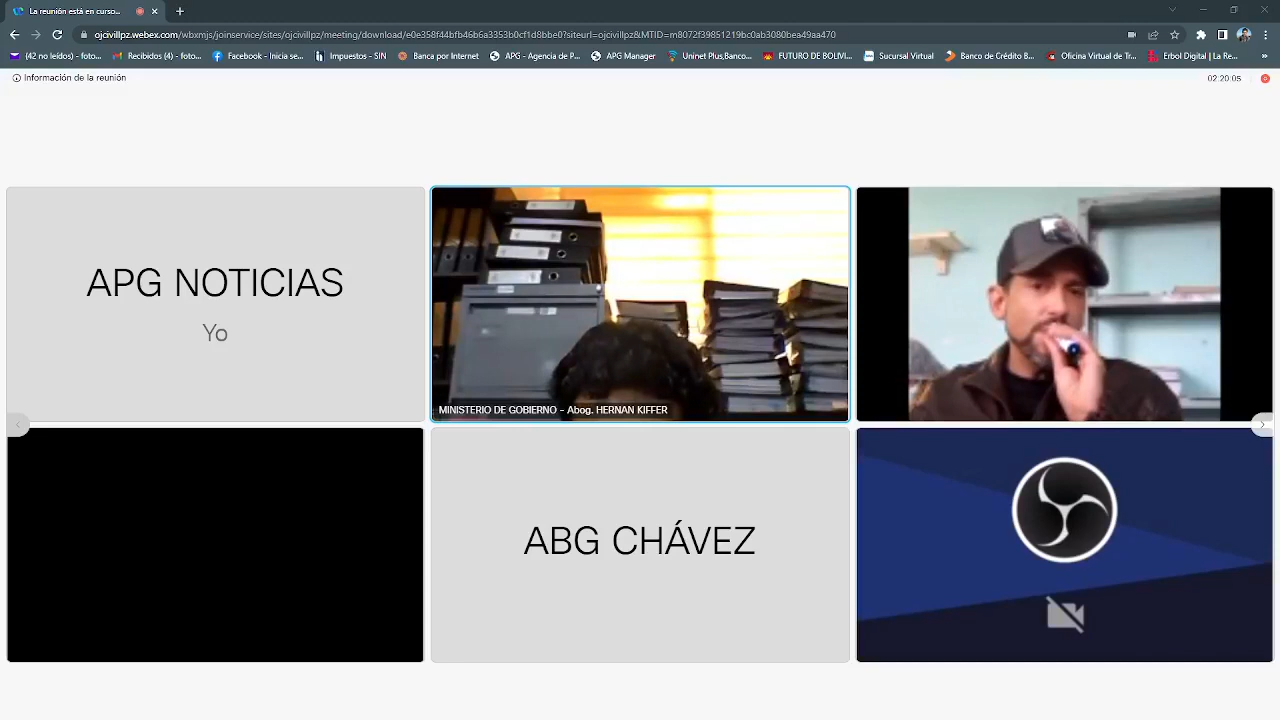 La reunión está en curso...
ojcivillpz.webex.com/wbxmjs/joinservice/sites/ojcivillpz/meeting/download/e0e358f44bfb46b6a33530cf1d8bbe0?siteurl=ojcivillpz&MTID=m8072f39851219bc0ab3080bea49aa470
(42 no leídos) - foto... Recibidos (4) - foto... Facebook - Inicia se... Impuestos - SIN Banca por Internet APG - Agencia de P... APG Manager Uninet Plus,Banco... FUTURO DE BOLIVI... Sucursal Virtual Banco de Crédito B... Oficina Virtual de Tr... Erbol Digital | La Re... »
Información de la reunión 02:20:05
APG NOTICIAS
Yo
MINISTERIO DE GOBIERNO - Abog. HERNAN KIFFER
ABG CHÁVEZ